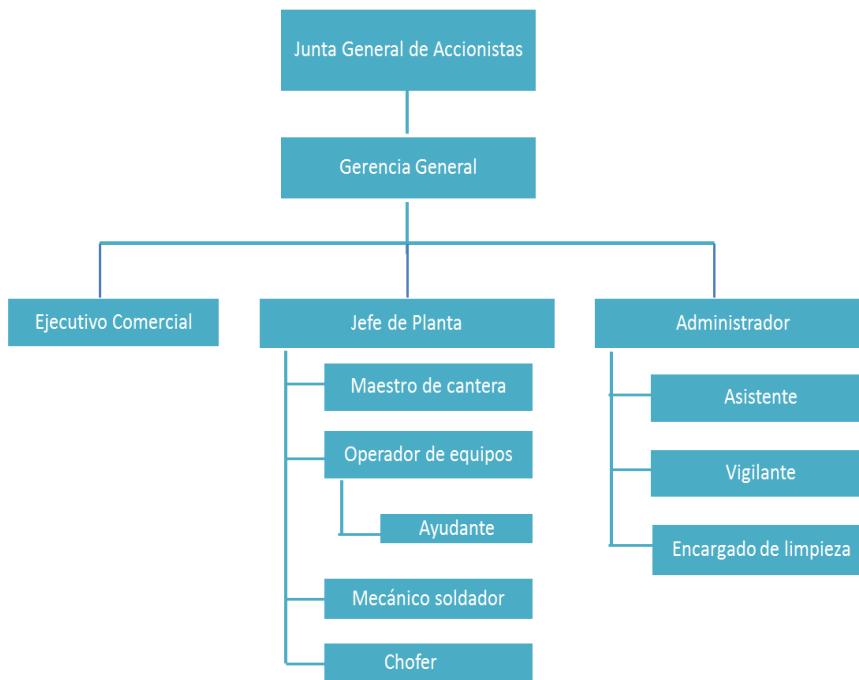 Junta General de Accionistas
Gerencia General
Ejecutivo Comercial
Jefe de Planta
Administrador
Maestro de cantera
Operador de equipos
Ayudante
Mecánico soldador
Chofer
Asistente
Vigilante
Encargado de limpieza